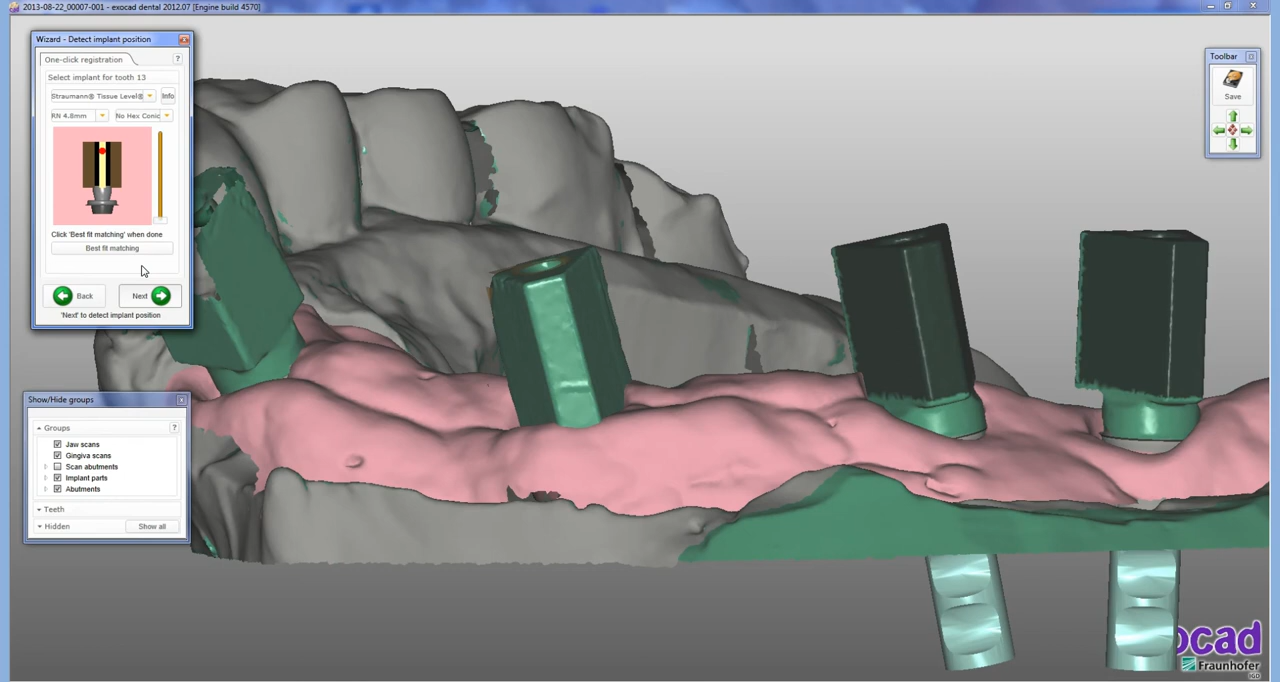 2013-08-22_00007-001 - exocad dental 2012.07 [Engine build 4570]
Wizard - Detect implant position
One-click registration
?
Select implant for tooth 13
Straumann® Tissue Level®
Info
RN 4.8mm
No Hex Conic
Click 'Best fit matching' when done
Best fit matching
Back
Next
'Next' to detect implant position
Toolbar
Save
Show/Hide groups
Groups
?
Jaw scans
Gingiva scans
Scan abutments
Implant parts
Abutments
Teeth
Hidden
Show all
ocad
Fraunhofer
IGD